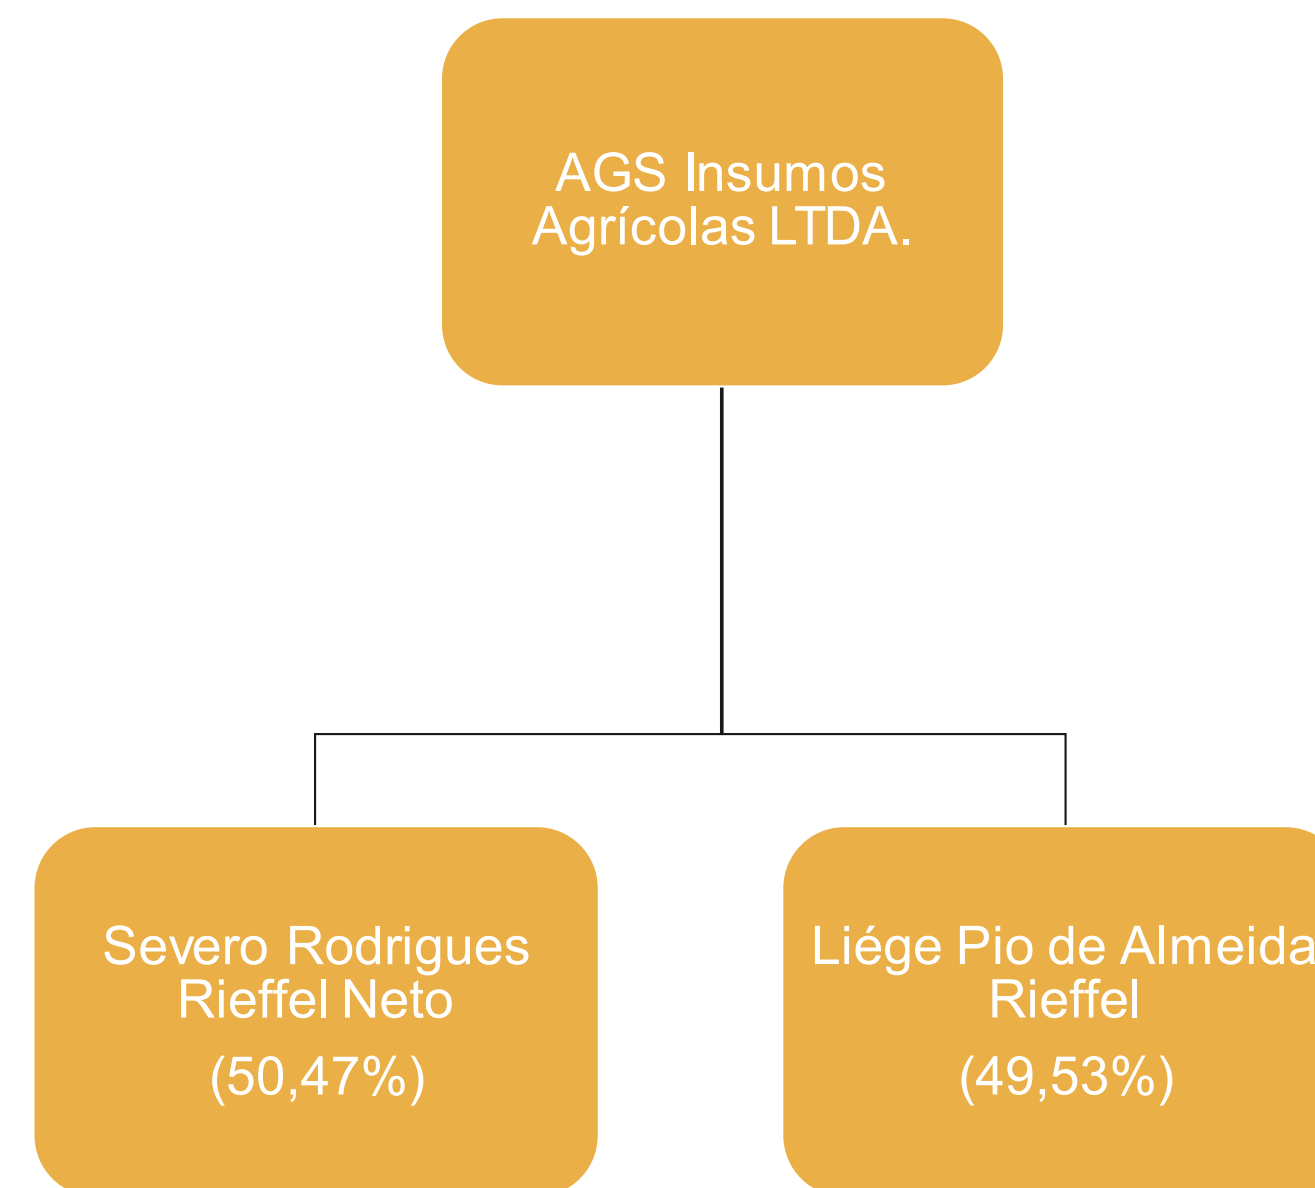 AGS Insumos
Agrícolas LTDA.
Severo Rodrigues
Rieffel Neto
(50,47%)
Liége Pio de Almeida
Rieffel
(49,53%)